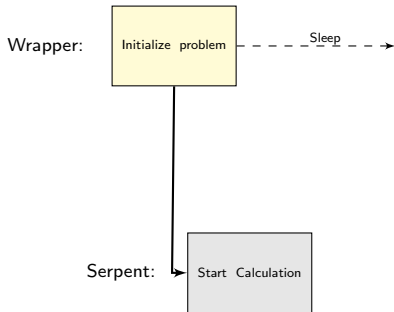 Wrapper:
Initialize problem
Sleep
Serpent:
Start Calculation